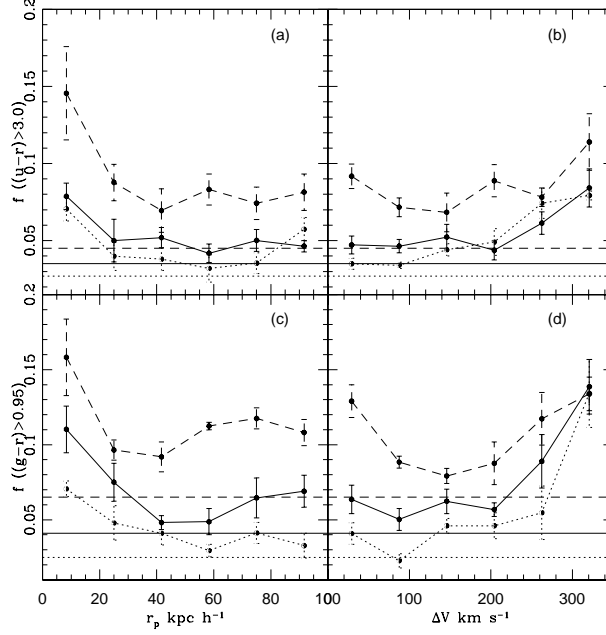 0.2
(a)
(b)
0.15
0.1
0.05
f ((u−r)>3.0)
0.2
(c)
(d)
0.15
0.1
0.05
f ((g−r)>0.95)
0 20 40 60 80 100 100 200 300
r_p kpc h⁻¹
ΔV km s⁻¹